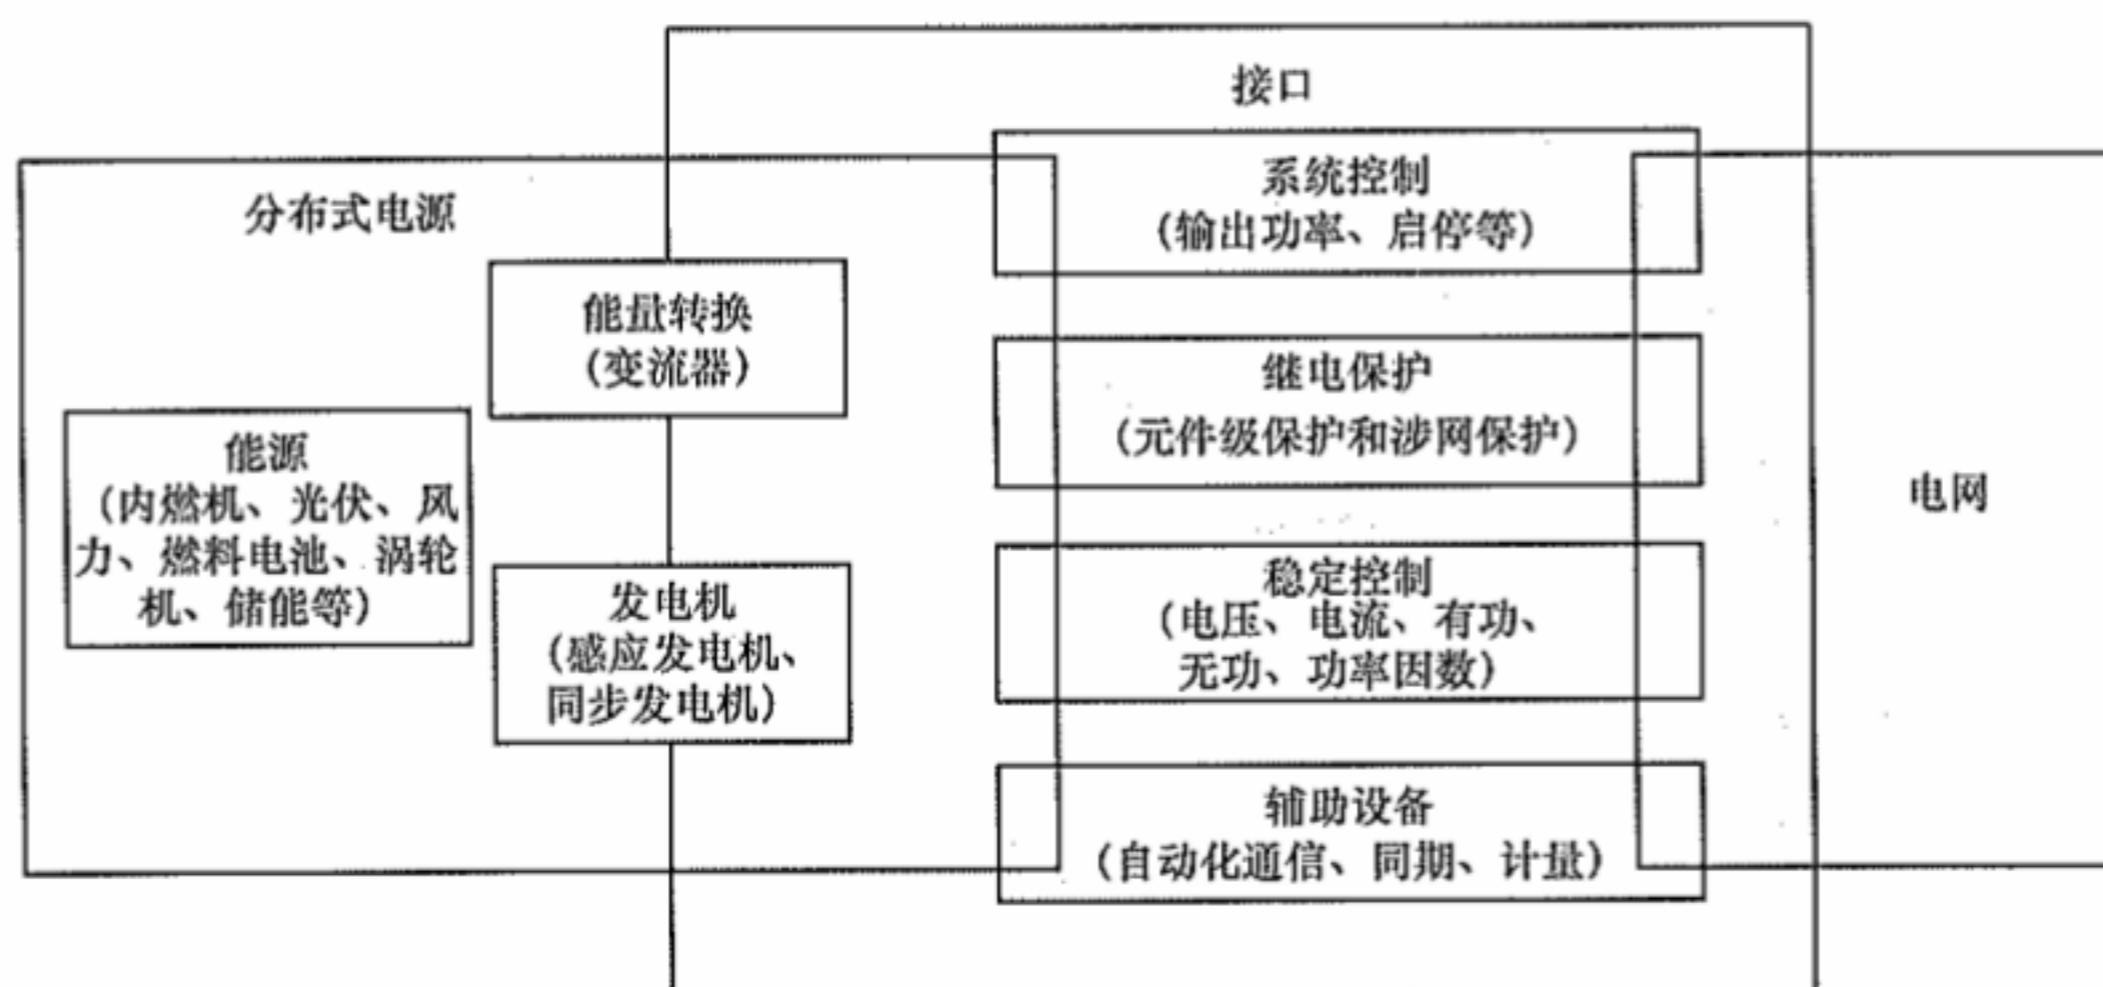 接口
分布式电源
能量转换
(变流器)
能源
(内燃机、光伏、风
力、燃料电池、涡轮
机、储能等)
发电机
(感应发电机、
同步发电机)
系统控制
(输出功率、启停等)
继电保护
(元件级保护和涉网保护)
稳定控制
(电压、电流、有功、
无功、功率因数)
辅助设备
(自动化通信、同期、计量)
电网